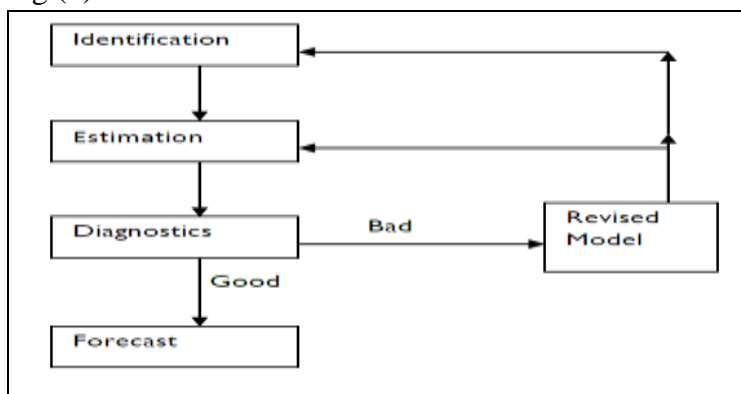 Identification
Estimation
Diagnostics
Bad
Revised
Model
Good
Forecast